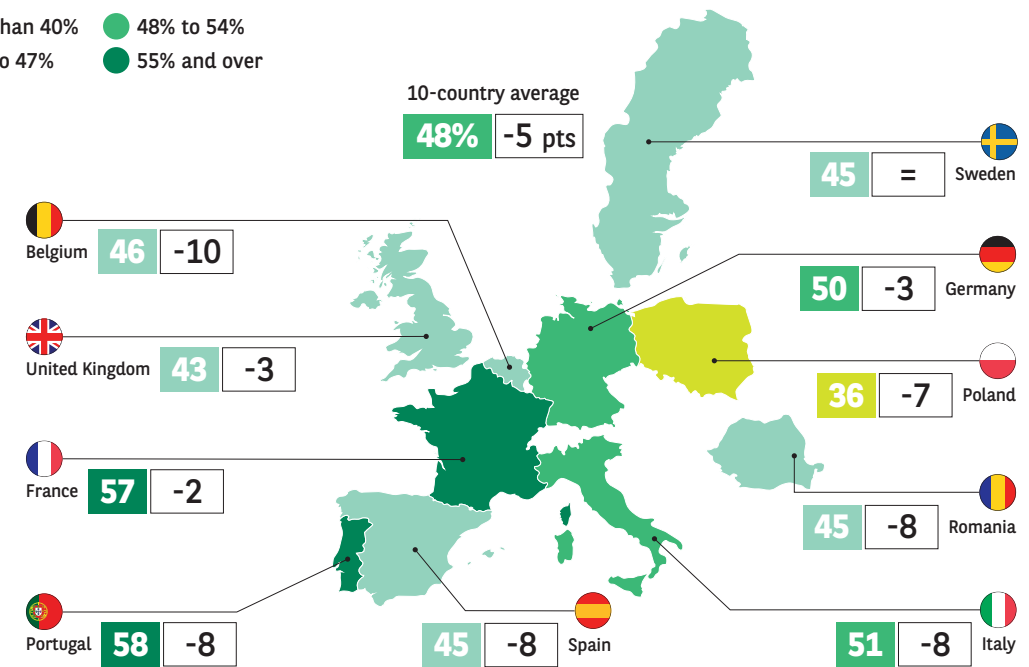 than 40%
48% to 54%
to 47%
55% and over
10-country average
48% -5 pts
45 =
Sweden
Belgium 46 -10
50 -3 Germany
United Kingdom 43 -3
36 -7 Poland
France 57 -2
45 -8 Romania
Portugal 58 -8
45 -8 Spain
51 -8 Italy